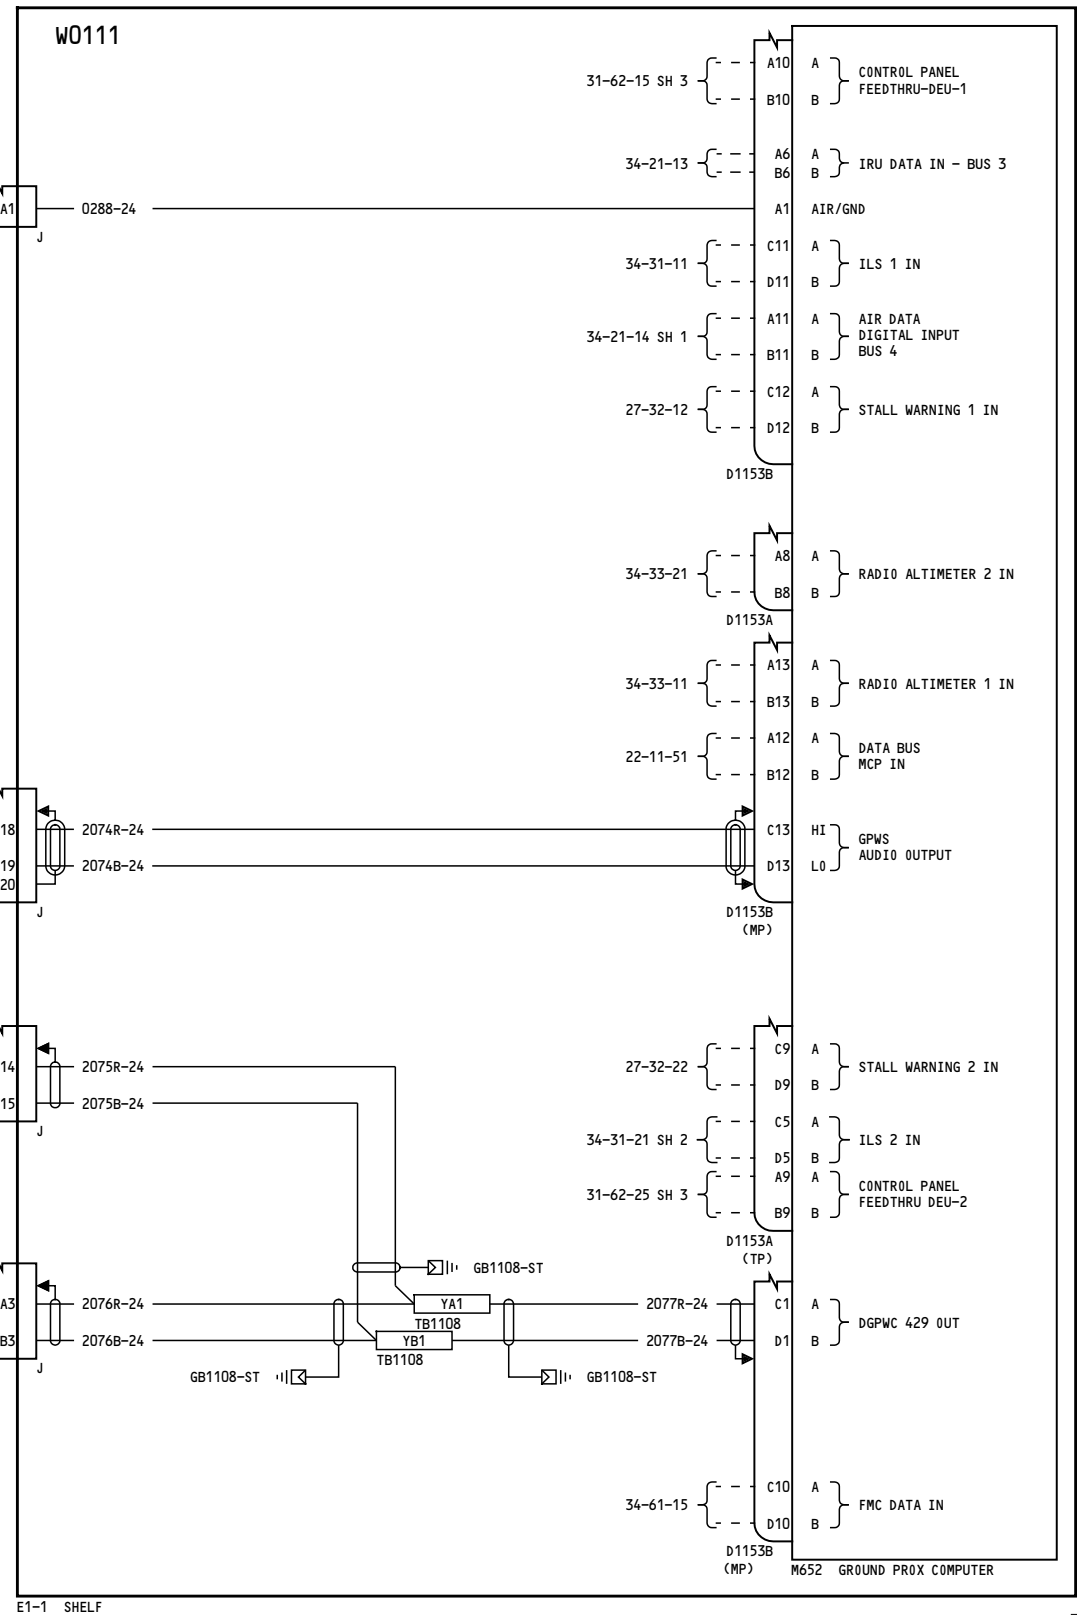 W0111
31-62-15 SH 3
A10 A
B10 B
CONTROL PANEL
FEEDTHRU-DEU-1
34-21-13
A6 A
B6 B
IRU DATA IN - BUS 3
A1
0288-24
A1 AIR/GND
J
34-31-11
C11 A
D11 B
ILS 1 IN
34-21-14 SH 1
A11 A
B11 B
AIR DATA
DIGITAL INPUT
BUS 4
27-32-12
C12 A
D12 B
STALL WARNING 1 IN
D1153B
34-33-21
A8 A
B8 B
RADIO ALTIMETER 2 IN
D1153A
34-33-11
A13 A
B13 B
RADIO ALTIMETER 1 IN
22-11-51
A12 A
B12 B
DATA BUS
MCP IN
18 2074R-24 C13 HI
19 2074B-24 D13 LO
20
GPWS
AUDIO OUTPUT
J
D1153B
(MP)
27-32-22
C9 A
D9 B
STALL WARNING 2 IN
14 2075R-24
15 2075B-24
J
34-31-21 SH 2
C5 A
D5 B
ILS 2 IN
31-62-25 SH 3
A9 A
B9 B
CONTROL PANEL
FEEDTHRU DEU-2
D1153A
(TP)
GB1108-ST
A3 2076R-24 YA1 2077R-24 C1 A
TB1108
B3 2076B-24 YB1 2077B-24 D1 B
TB1108
DGPWC 429 OUT
J
GB1108-ST
GB1108-ST
34-61-15
C10 A
D10 B
FMC DATA IN
D1153B
(MP)
M652 GROUND PROX COMPUTER
E1-1 SHELF